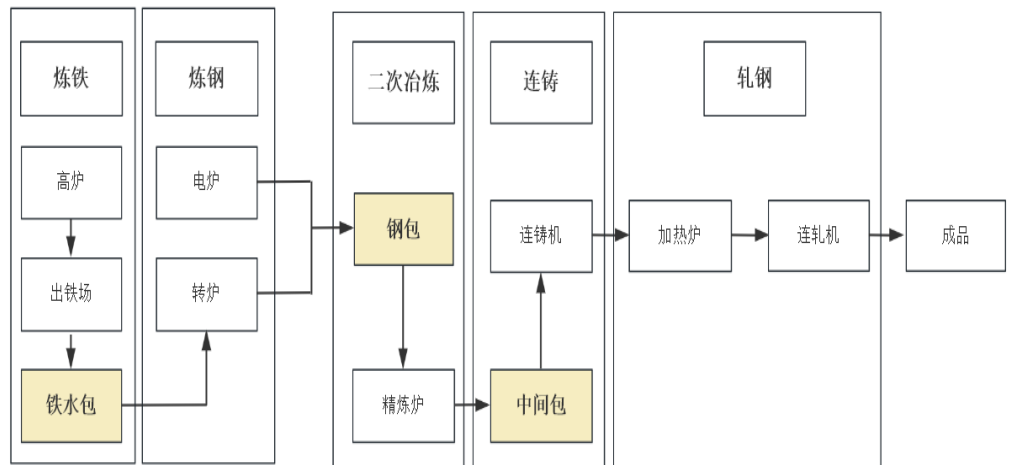 炼铁
炼钢
二次冶炼
连铸
轧钢
高炉
电炉
钢包
连铸机
加热炉
连轧机
成品
出铁场
转炉
铁水包
精炼炉
中间包